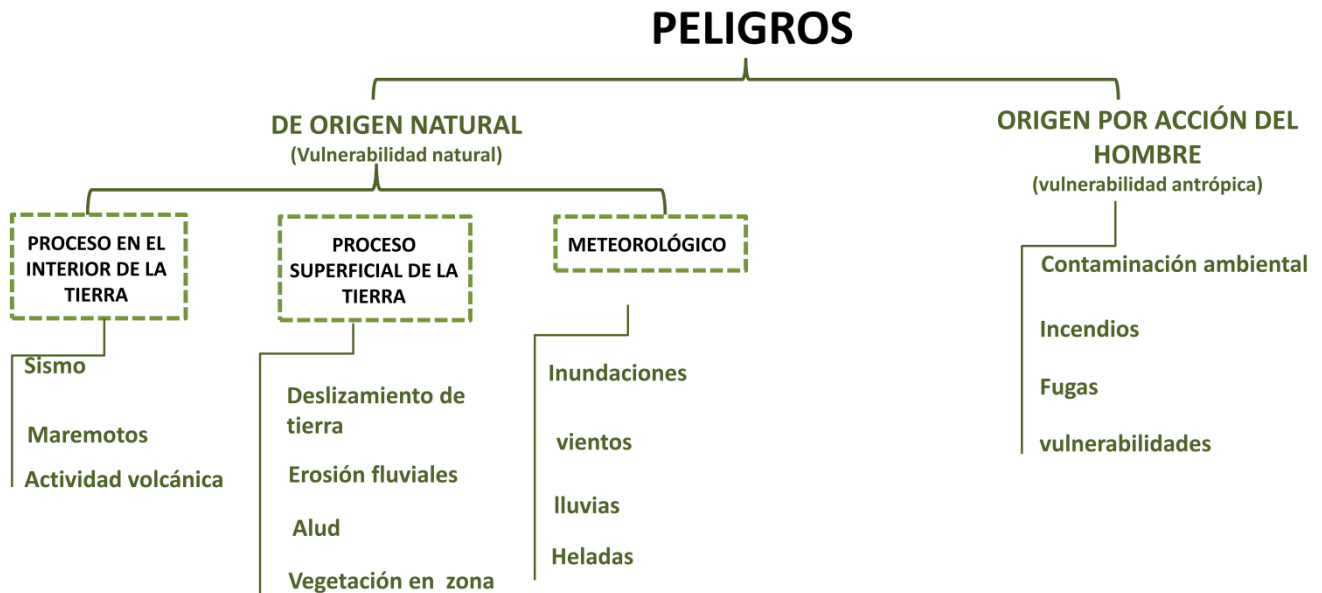 PELIGROS
DE ORIGEN NATURAL
(Vulnerabilidad natural)
ORIGEN POR ACCIÓN DEL
HOMBRE
(vulnerabilidad antrópica)
PROCESO EN EL
INTERIOR DE LA
TIERRA
Sismo
Maremotos
Actividad volcánica
PROCESO
SUPERFICIAL DE LA
TIERRA
Deslizamiento de
tierra
Erosión fluviales
Alud
Vegetación en zona
METEOROLÓGICO
Inundaciones
vientos
lluvias
Heladas
Contaminación ambiental
Incendios
Fugas
vulnerabilidades